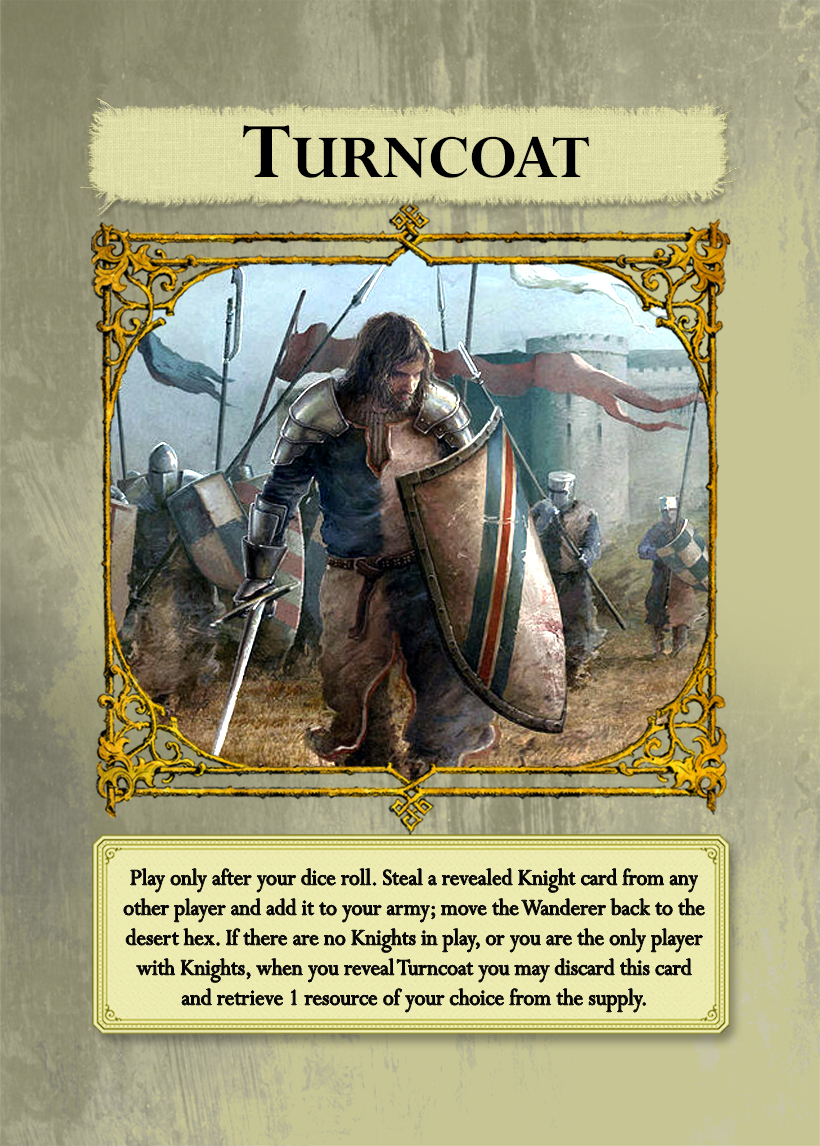 TURNCOAT
Play only after your dice roll. Steal a revealed Knight card from any
other player and add it to your army; move the Wanderer back to the
desert hex. If there are no Knights in play, or you are the only player
with Knights, when you reveal Turncoat you may discard this card
and retrieve 1 resource of your choice from the supply.